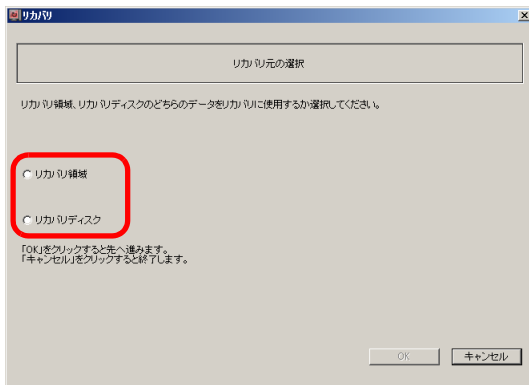 リカバリ
リカバリ元の選択
リカバリ領域、リカバリディスクのどちらのデータをリカバリに使用するか選択してください。
リカバリ領域
リカバリディスク
「OK」をクリックすると先へ進みます。
「キャンセル」をクリックすると終了します。
OK キャンセル